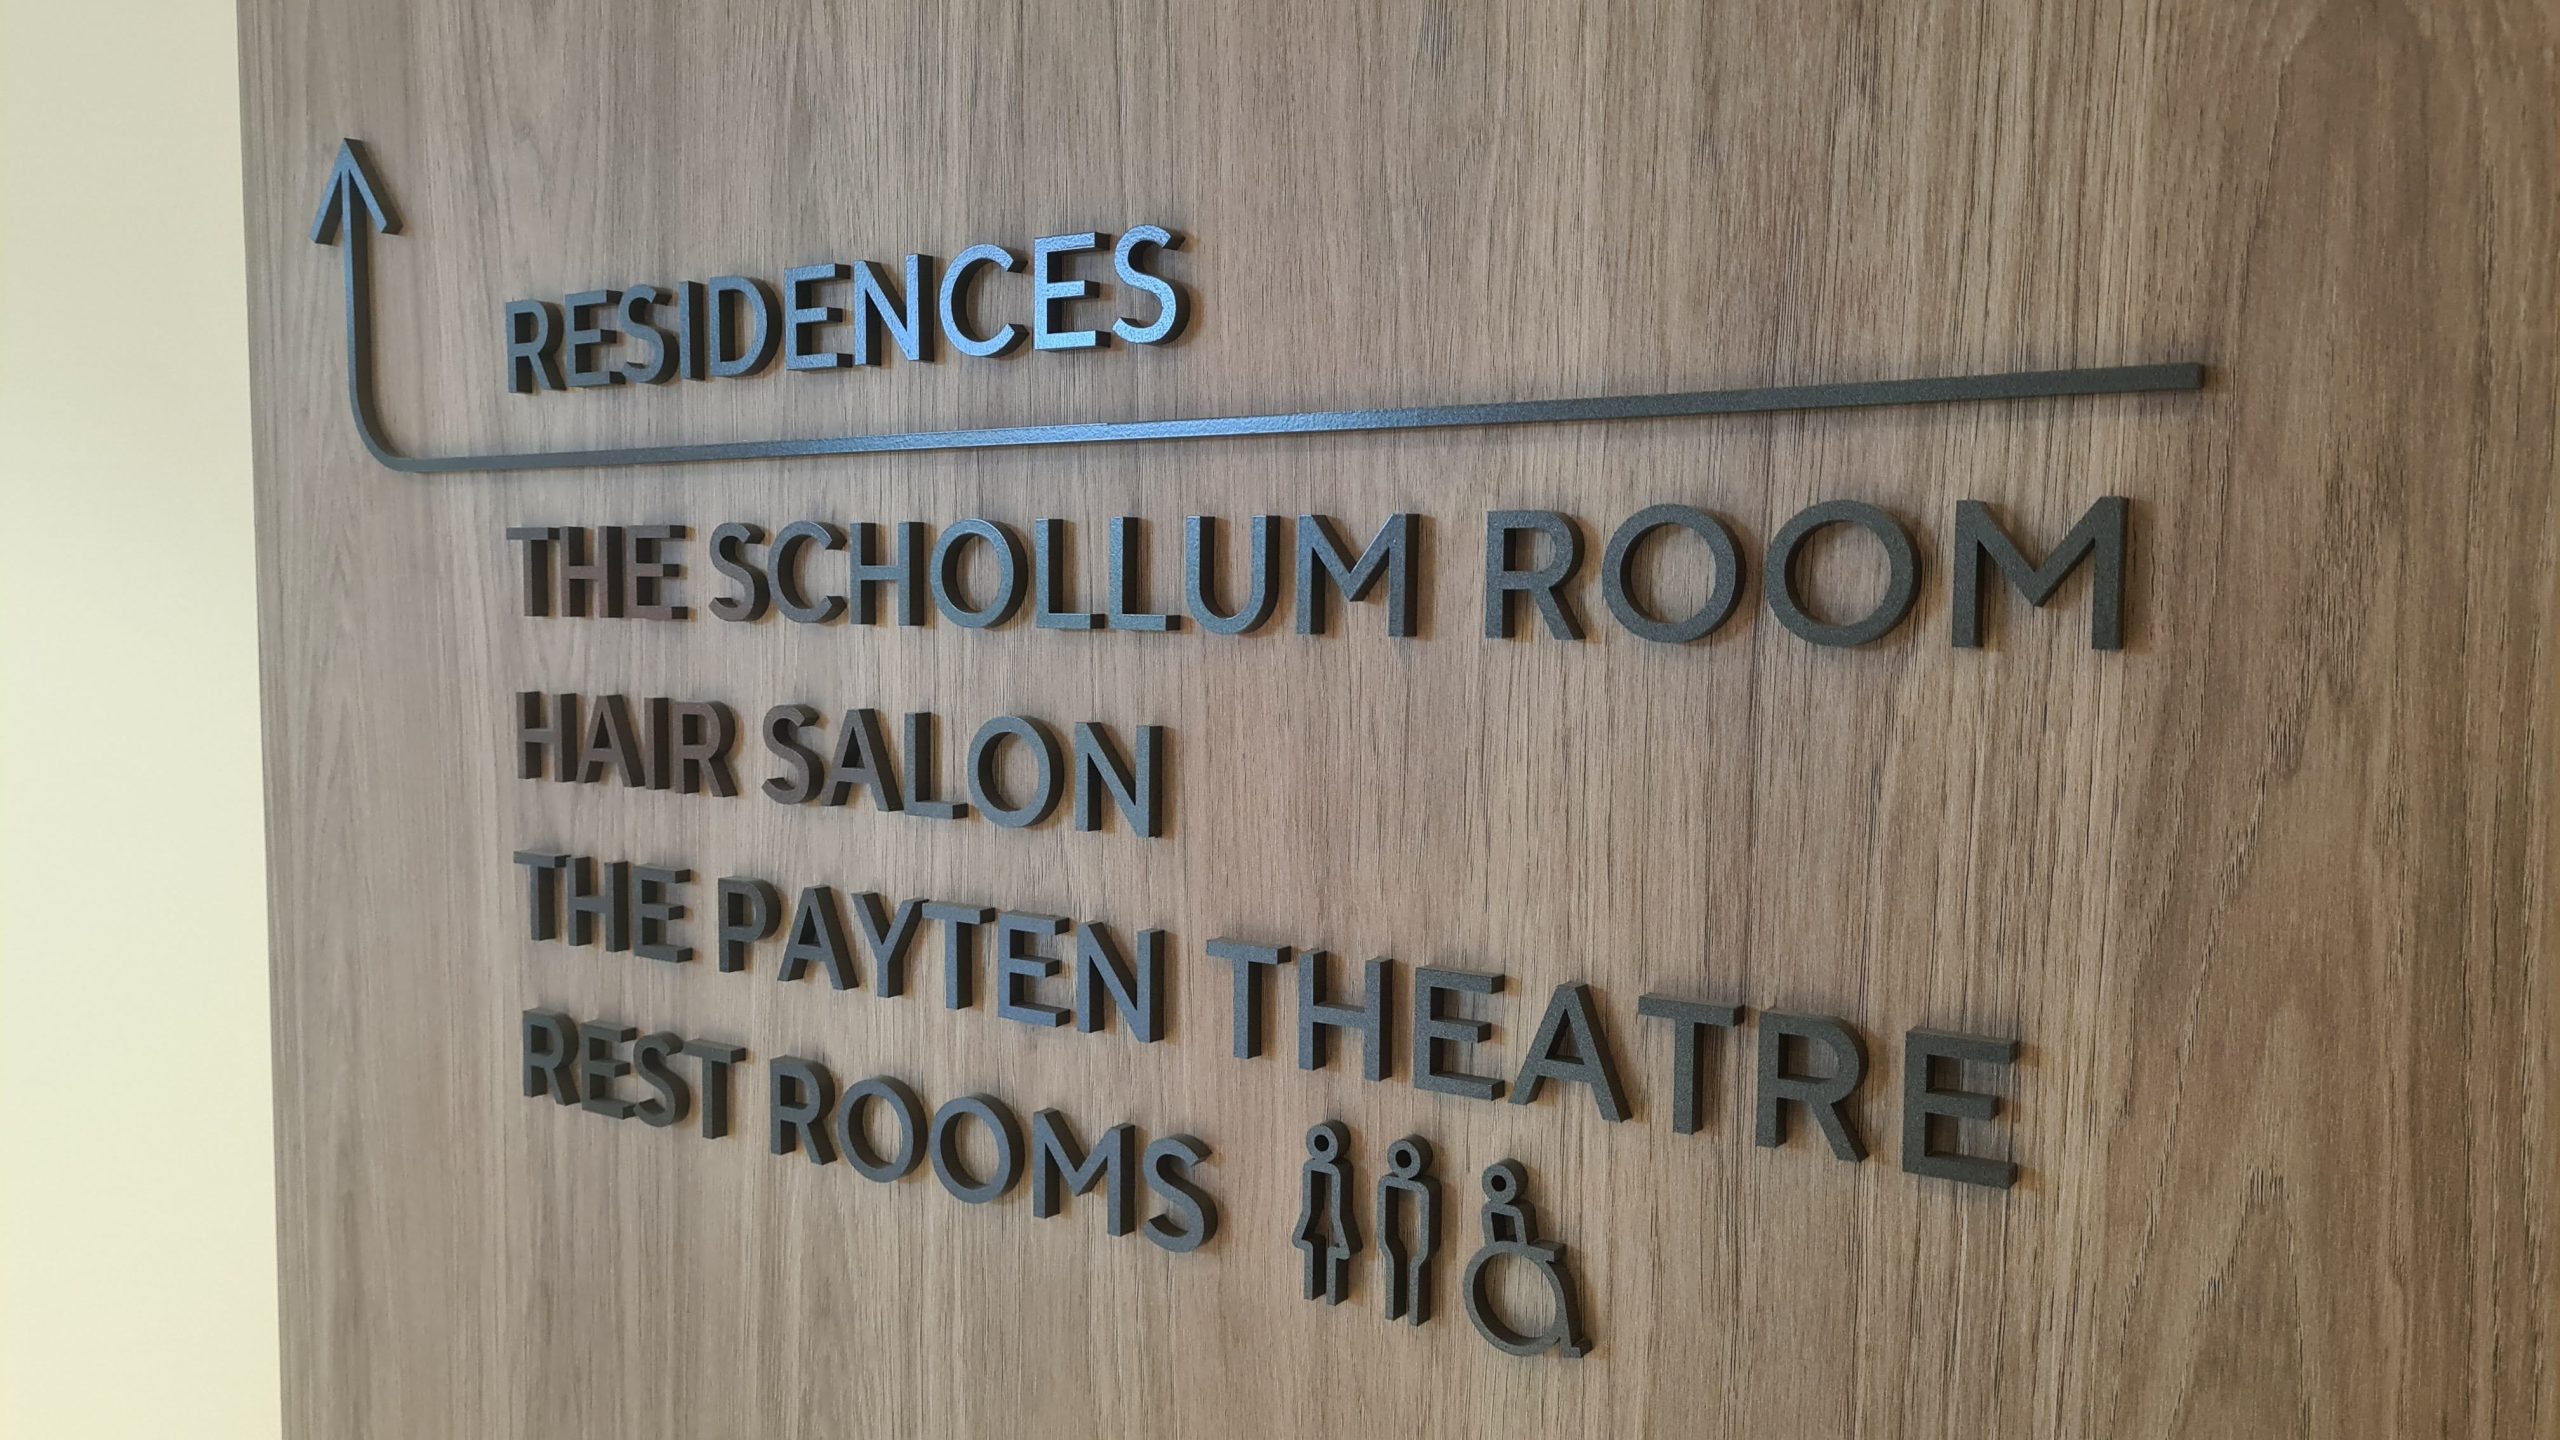 RESIDENCES
THE SCHOLLUM ROOM
HAIR SALON
THE PAYTEN THEATRE
REST ROOMS